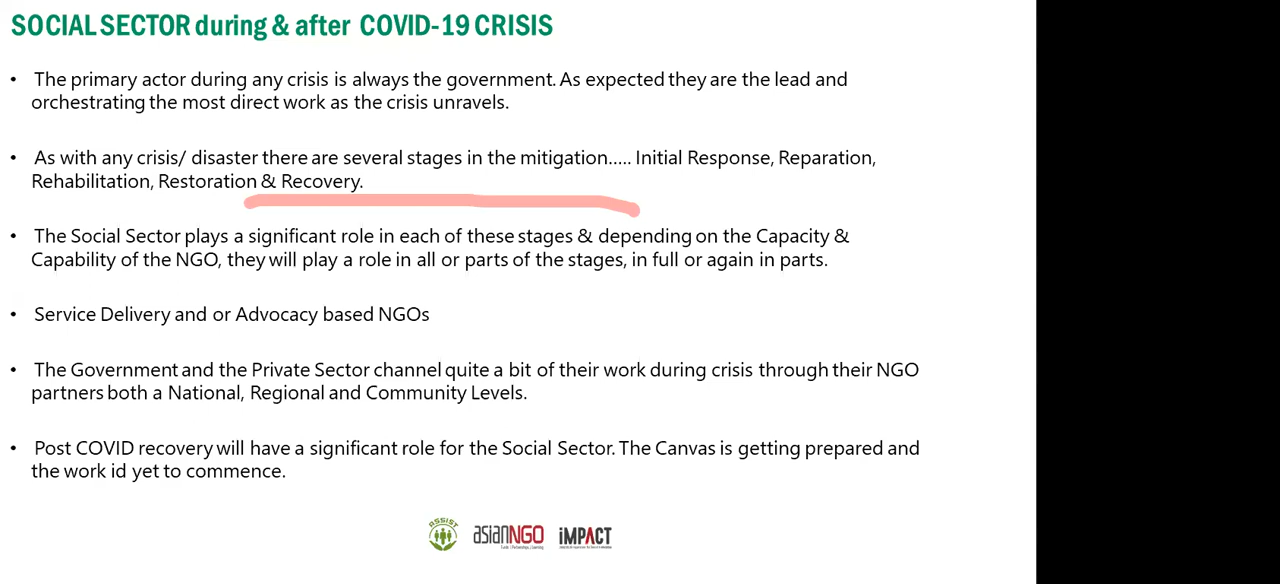 SOCIAL SECTOR during & after COVID-19 CRISIS
• The primary actor during any crisis is always the government. As expected they are the lead and
orchestrating the most direct work as the crisis unravels.
• As with any crisis/ disaster there are several stages in the mitigation..... Initial Response, Reparation,
Rehabilitation, Restoration & Recovery.
• The Social Sector plays a significant role in each of these stages & depending on the Capacity &
Capability of the NGO, they will play a role in all or parts of the stages, in full or again in parts.
• Service Delivery and or Advocacy based NGOs
• The Government and the Private Sector channel quite a bit of their work during crisis through their NGO
partners both a National, Regional and Community Levels.
• Post COVID recovery will have a significant role for the Social Sector. The Canvas is getting prepared and
the work id yet to commence.
ASSIST
asianNGO
iMPACT